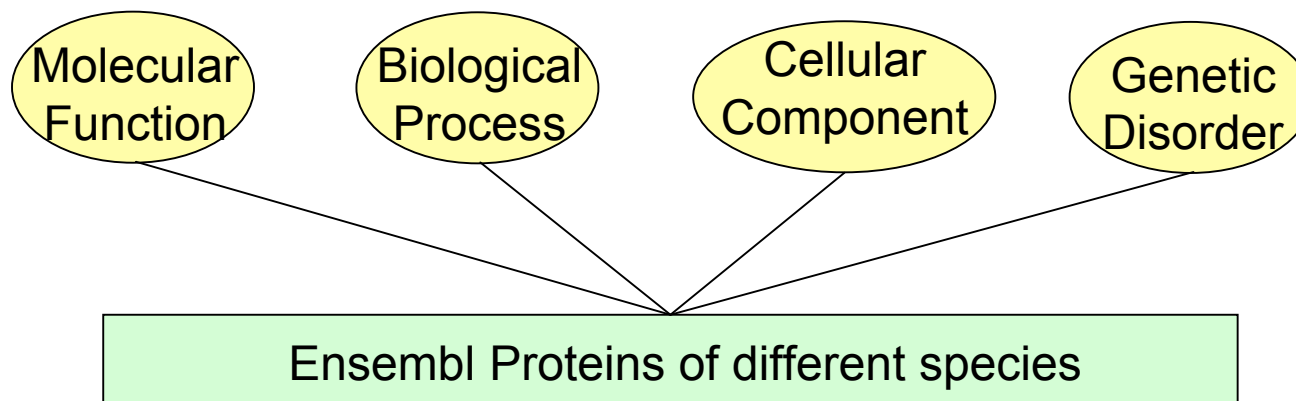 Molecular
Function
Biological
Process
Cellular
Component
Genetic
Disorder
Ensembl Proteins of different species